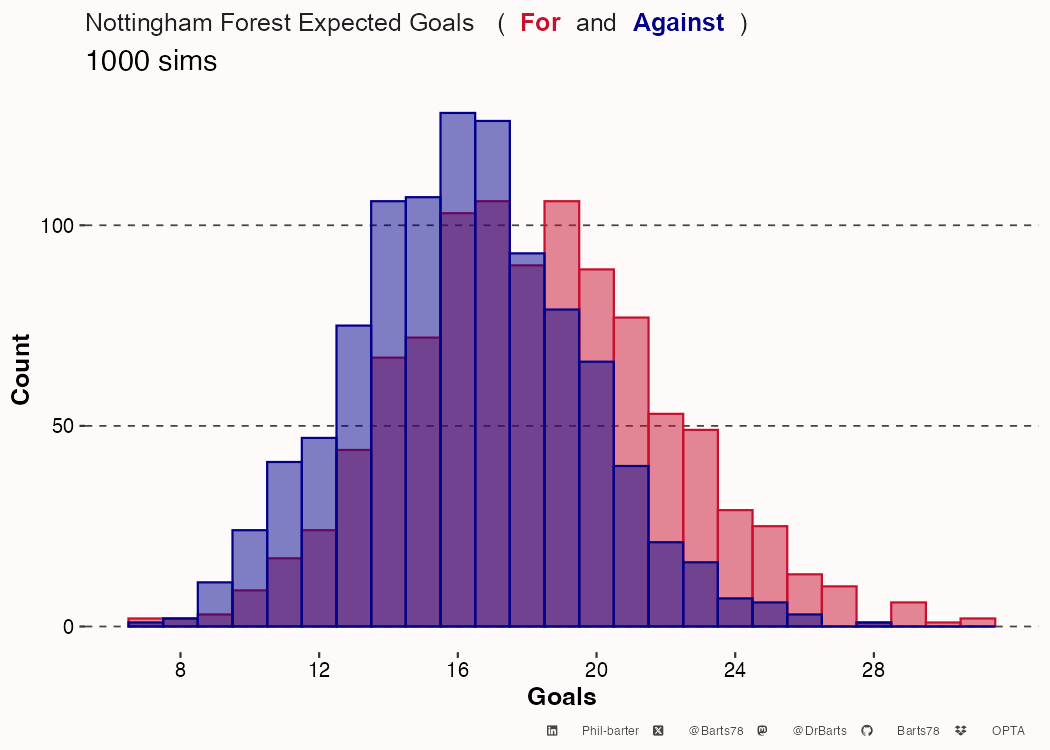 Nottingham Forest Expected Goals ( For and Against )
1000 sims
100
50
0
Count
8 12 16 20 24 28
Goals
Phil-barter @Barts78 @DrBarts Barts78 OPTA